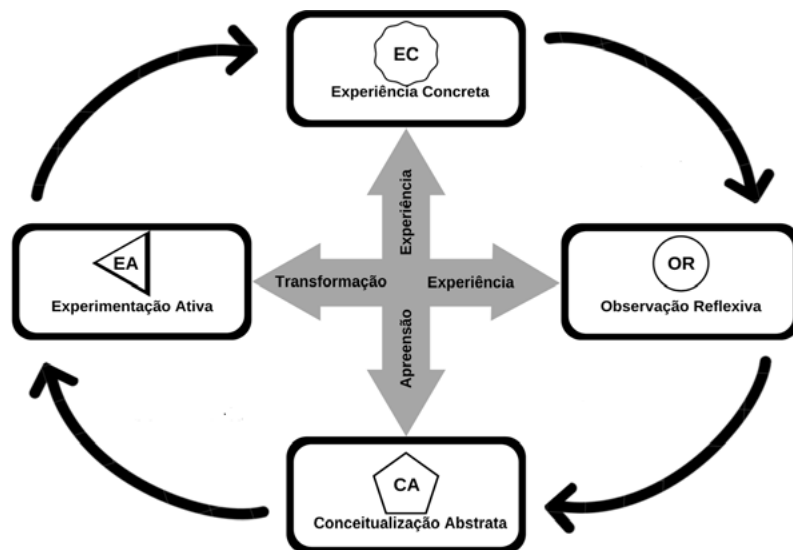 EC
Experiência Concreta
Experiência
EA
Experimentação Ativa
Transformação
Experiência
OR
Observação Reflexiva
Apreensão
CA
Conceitualização Abstrata